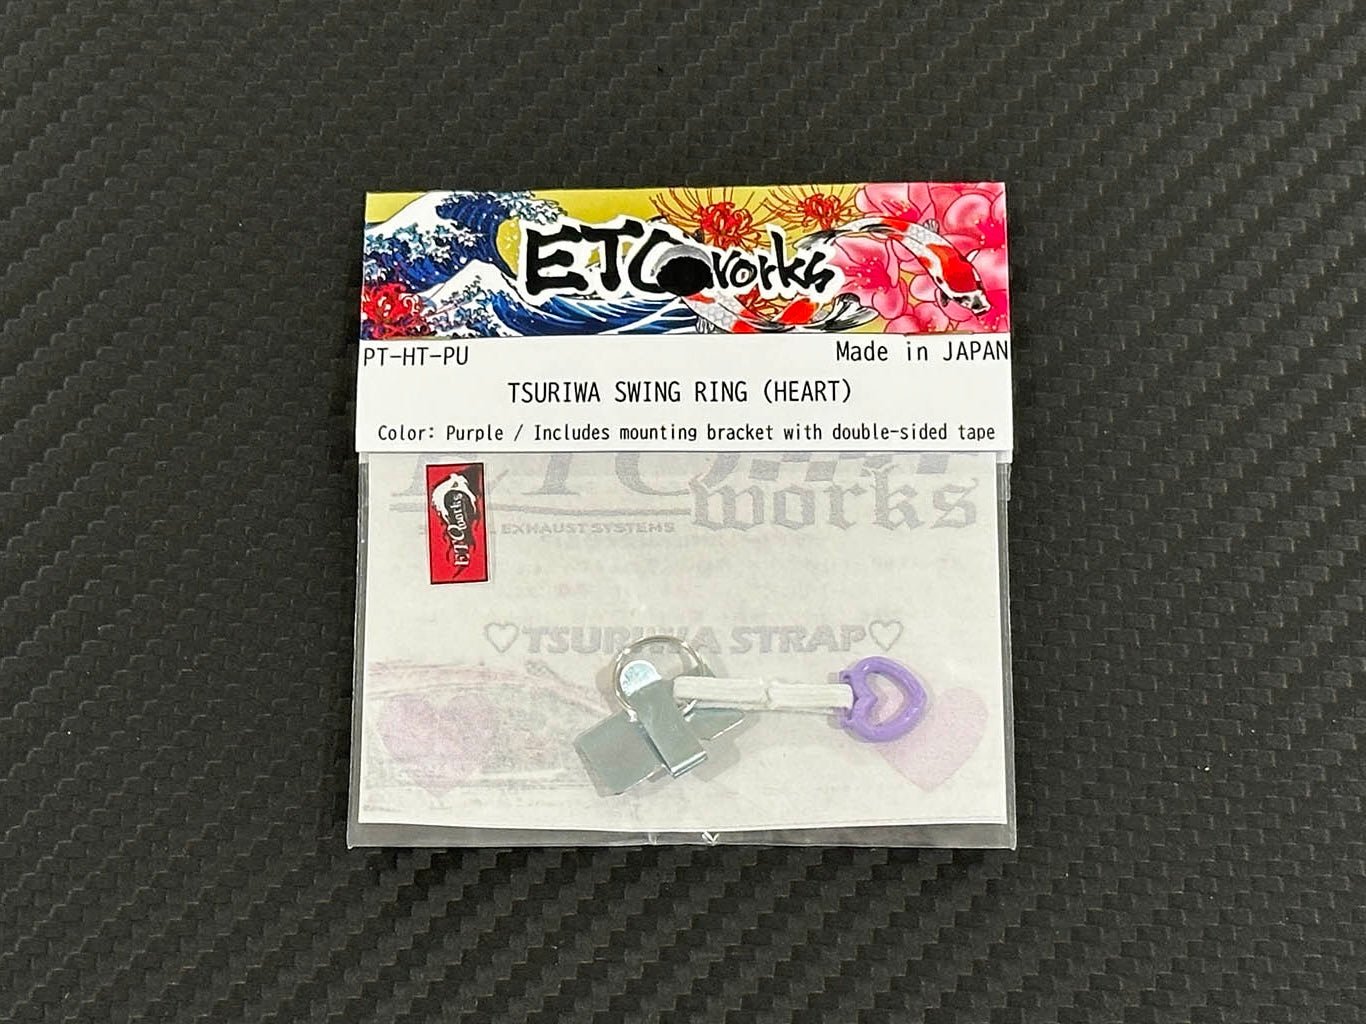 ETCworks
PT-HT-PU
Made in JAPAN
TSURIWA SWING RING (HEART)
Color: Purple / Includes mounting bracket with double-sided tape
works
EXHAUST SYSTEMS
ETCworks
♡TSURIWA STRAP♡